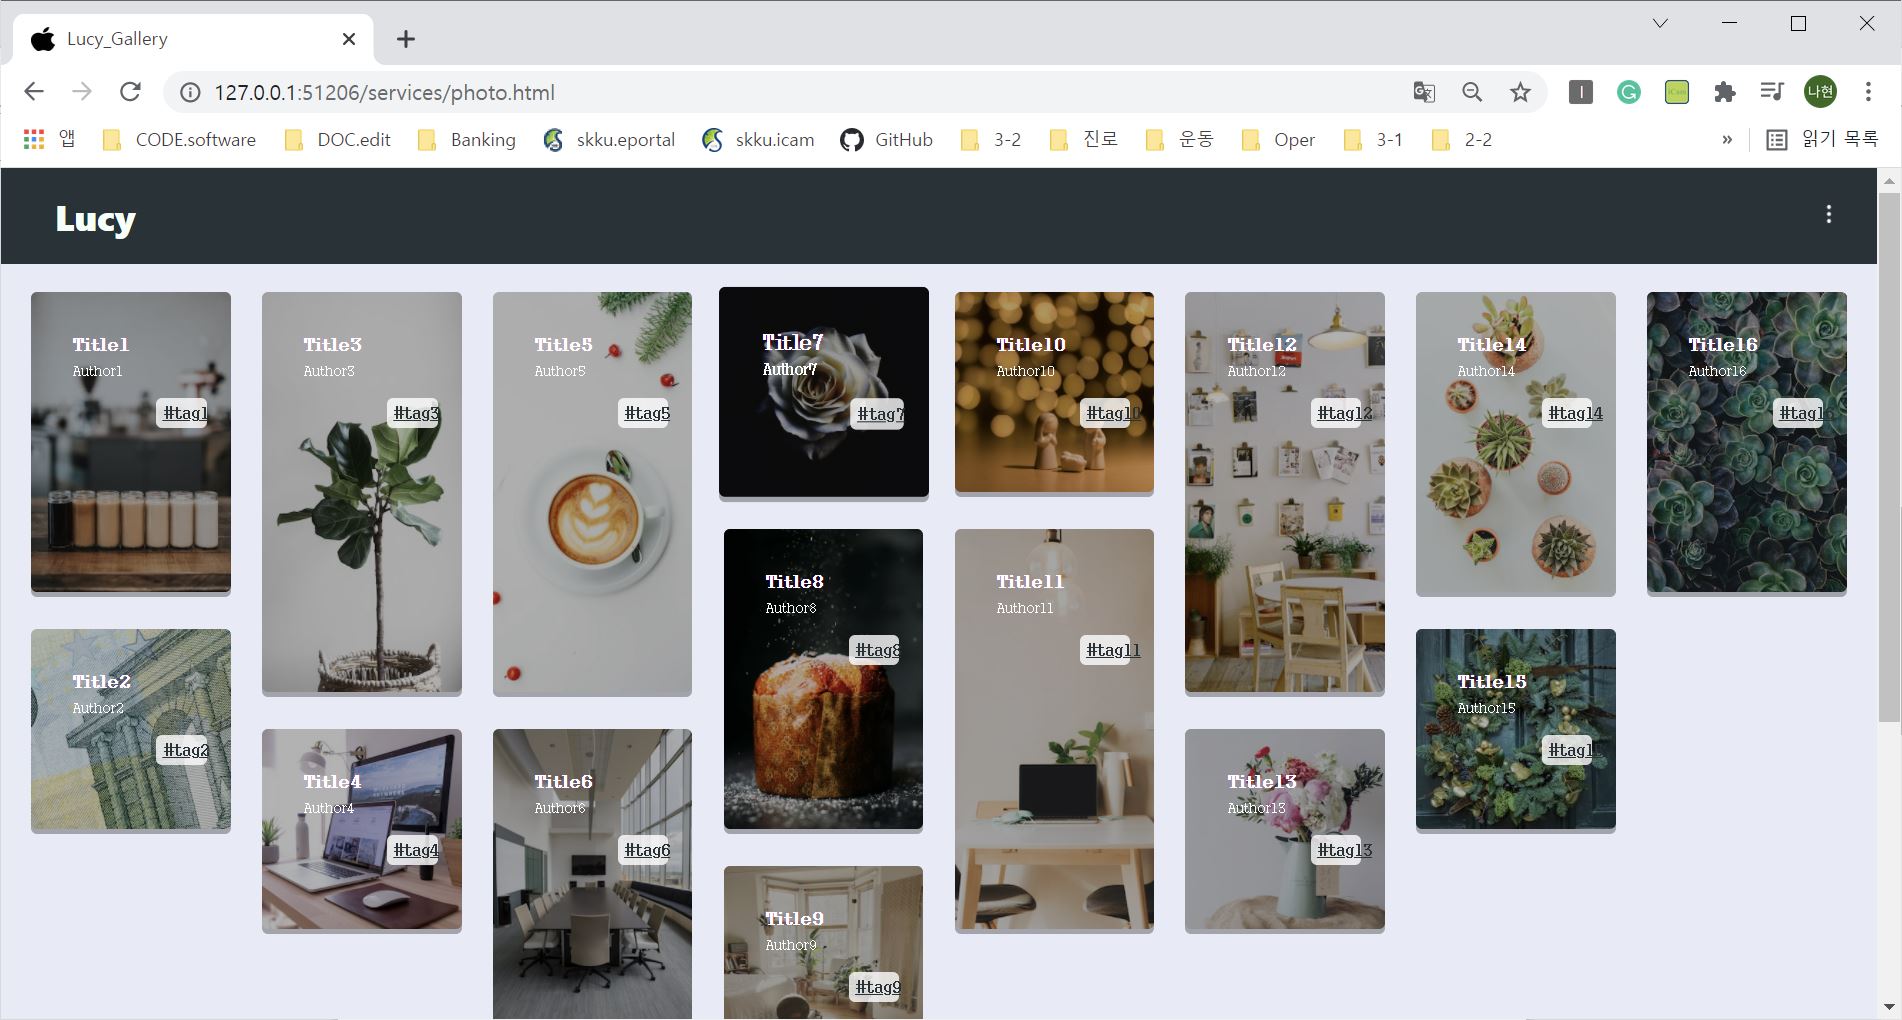 Lucy_Gallery
127.0.0.1:51206/services/photo.html
나현
앱 CODE.software DOC.edit Banking skku.eportal skku.icam GitHub 3-2 진로 운동 Oper 3-1 2-2 » 읽기 목록
Lucy
Title1
Author1
#tag1
Title2
Author2
#tag2
Title3
Author3
#tag3
Title4
Author4
#tag4
Title5
Author5
#tag5
Title6
Author6
#tag6
Title7
Author7
#tag7
Title8
Author8
#tag8
Title9
Author9
#tag9
Title10
Author10
#tag10
Title11
Author11
#tag11
Title12
Author12
#tag12
Title13
Author13
#tag13
Title14
Author14
#tag14
Title15
Author15
Title16
Author16
#tag16